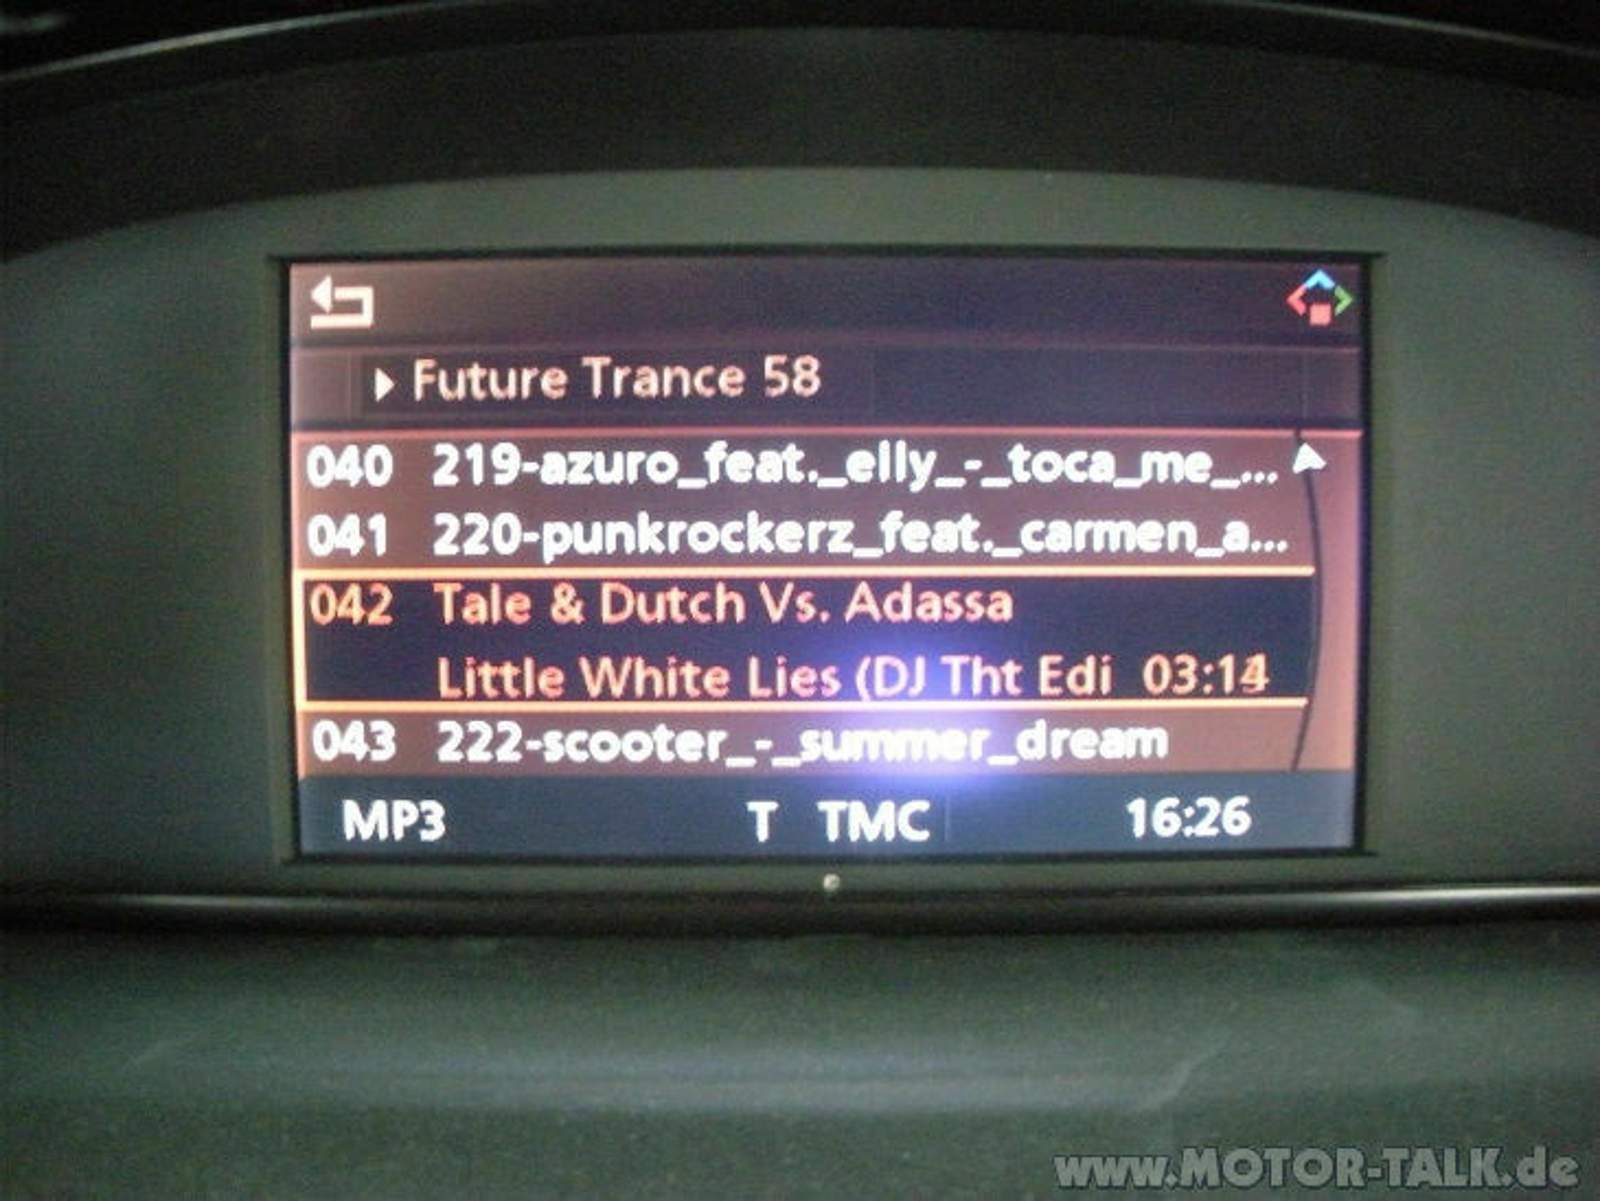 Future Trance 58
040 219-azuro_feat._elly_-_toca_me_...
041 220-punkrockerz_feat._carmen_a...
042 Tale & Dutch Vs. Adassa
Little White Lies (DJ Tht Edi 03:14
043 222-scooter_-_summer_dream
MP3 T TMC 16:26
www.MOTOR-TALK.de